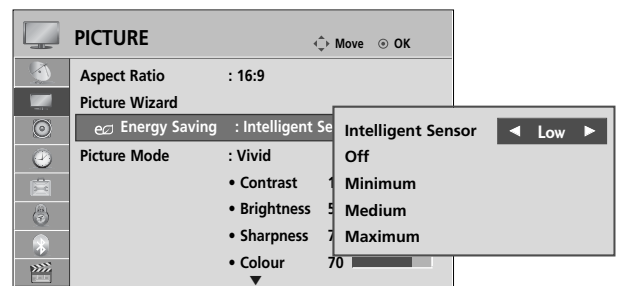 PICTURE
Move ⊙ OK
Aspect Ratio : 16:9
Picture Wizard
Energy Saving : Intelligent Se
Picture Mode : Vivid
• Contrast 1
• Brightness 5
• Sharpness 7
• Colour 70
Intelligent Sensor ◀ Low ▶
Off
Minimum
Medium
Maximum